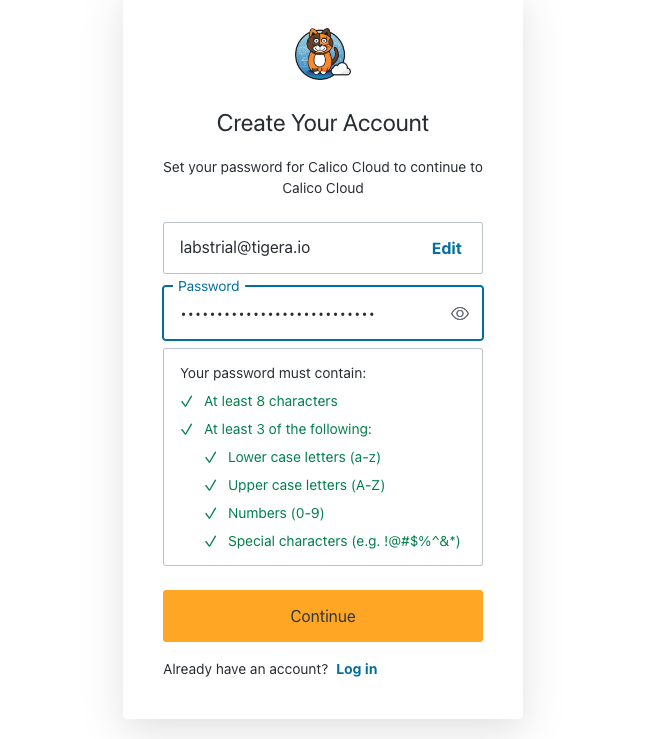 Create Your Account
Set your password for Calico Cloud to continue to
Calico Cloud
labstrial@tigera.io Edit
Password
•••••••••••••••••••••••••••
Your password must contain:
At least 8 characters
At least 3 of the following:
Lower case letters (a-z)
Upper case letters (A-Z)
Numbers (0-9)
Special characters (e.g. !@#$%^&*)
Continue
Already have an account? Log in